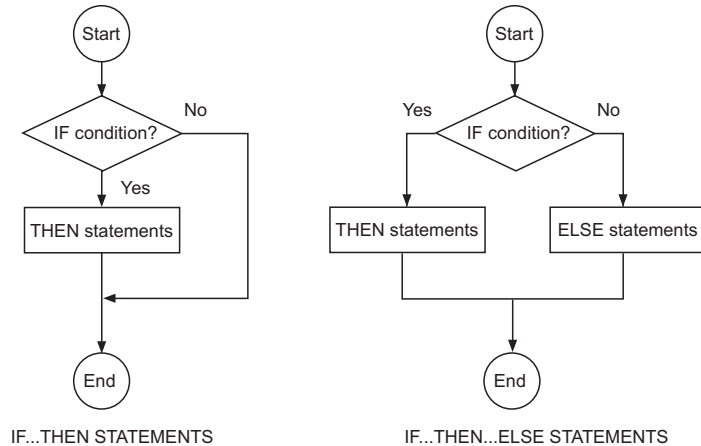 Start
IF condition?
No
Yes
THEN statements
End
IF...THEN STATEMENTS
Start
Yes
IF condition?
No
THEN statements
ELSE statements
End
IF...THEN...ELSE STATEMENTS